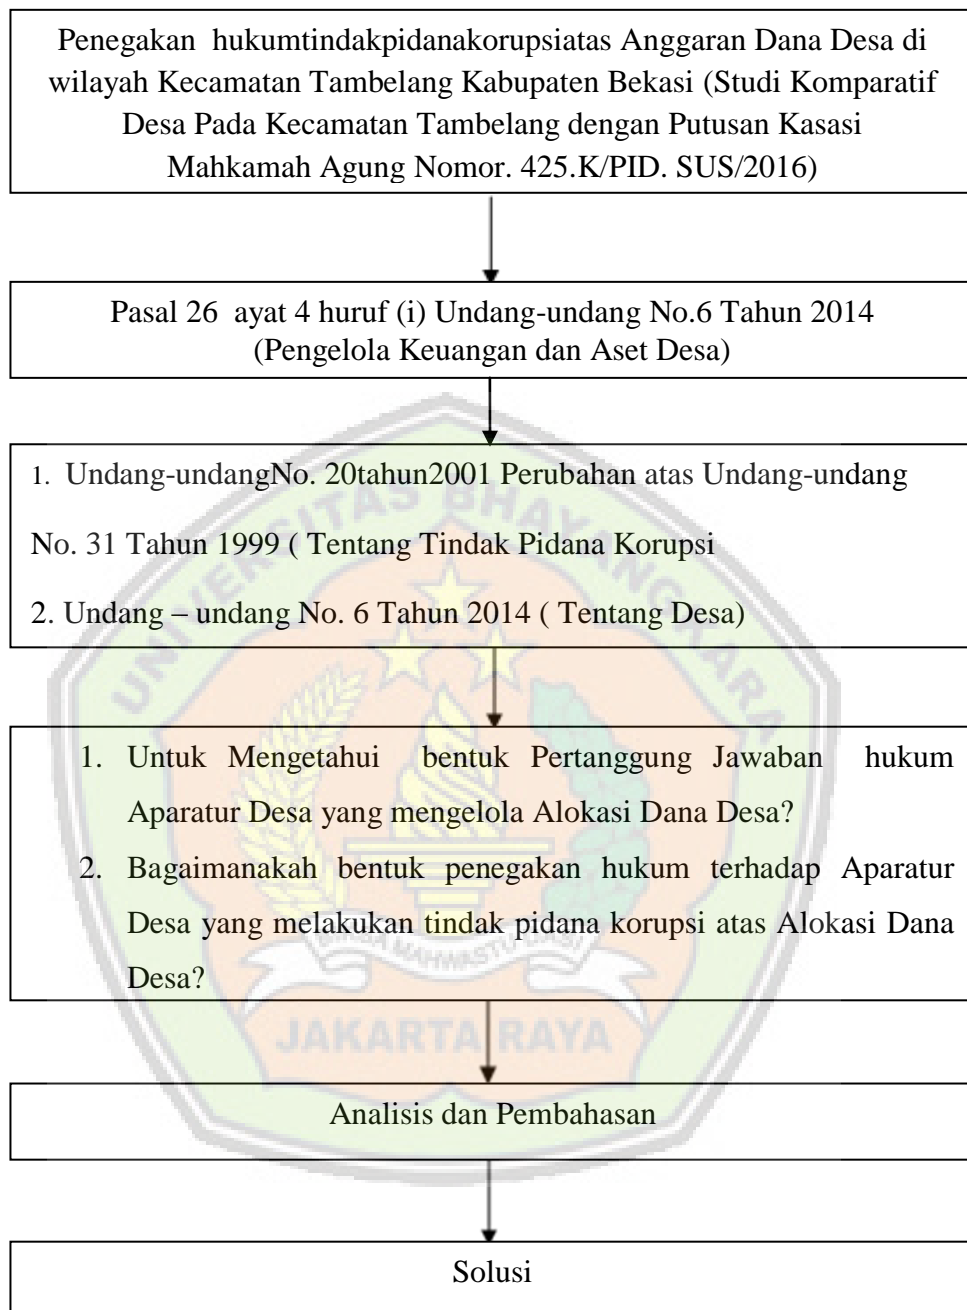 Penegakan hukumtindakpidanakorupsiatas Anggaran Dana Desa di
wilayah Kecamatan Tambelang Kabupaten Bekasi (Studi Komparatif
Desa Pada Kecamatan Tambelang dengan Putusan Kasasi
Mahkamah Agung Nomor. 425.K/PID. SUS/2016)
Pasal 26 ayat 4 huruf (i) Undang-undang No.6 Tahun 2014
(Pengelola Keuangan dan Aset Desa)
1. Undang-undangNo. 20tahun2001 Perubahan atas Undang-undang
No. 31 Tahun 1999 ( Tentang Tindak Pidana Korupsi
2. Undang – undang No. 6 Tahun 2014 ( Tentang Desa)
1. Untuk Mengetahui bentuk Pertanggung Jawaban hukum
Aparatur Desa yang mengelola Alokasi Dana Desa?
2. Bagaimanakah bentuk penegakan hukum terhadap Aparatur
Desa yang melakukan tindak pidana korupsi atas Alokasi Dana
Desa?
Analisis dan Pembahasan
Solusi
UNIVERSITAS BHAYANGKARA
JAKARTA RAYA